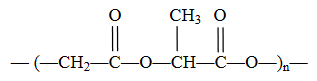 O CH₃ O
— (—CH₂—C—O—CH—C—O—)ₙ—